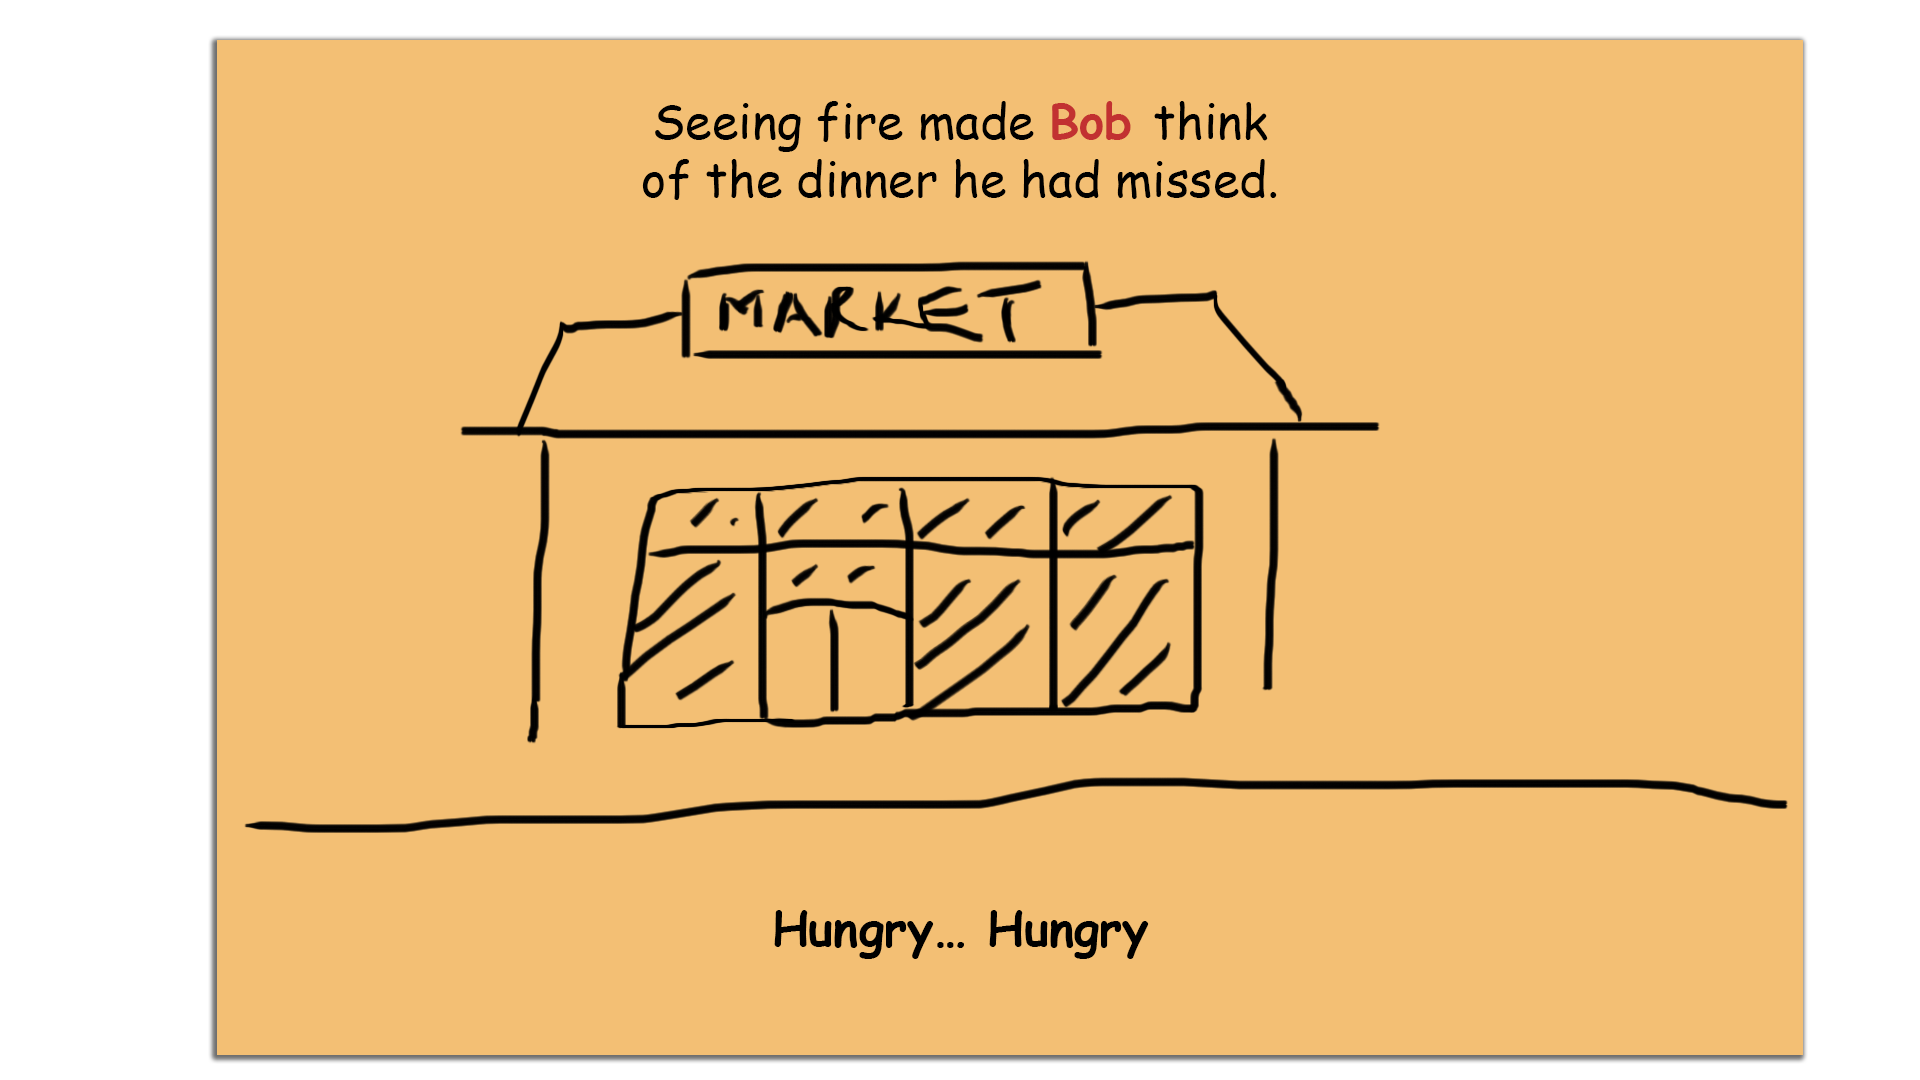 Seeing fire made Bob think
of the dinner he had missed.
MARKET
Hungry... Hungry